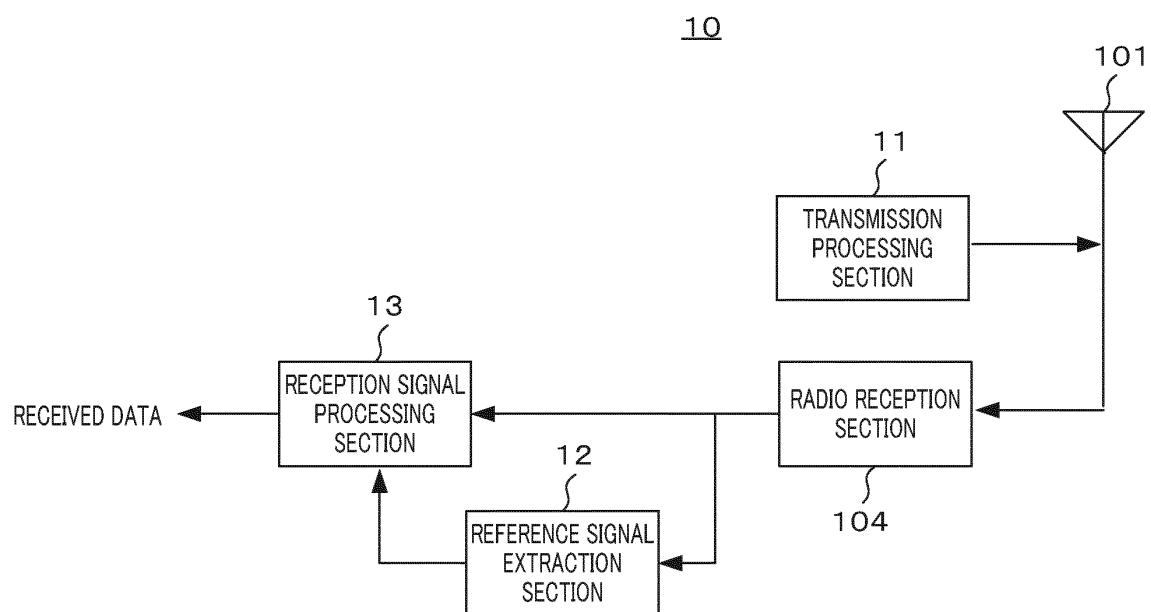 10
101
11
TRANSMISSION
PROCESSING
SECTION
13
RECEPTION SIGNAL
PROCESSING
SECTION
RADIO RECEPTION
SECTION
RECEIVED DATA
12
104
REFERENCE SIGNAL
EXTRACTION
SECTION